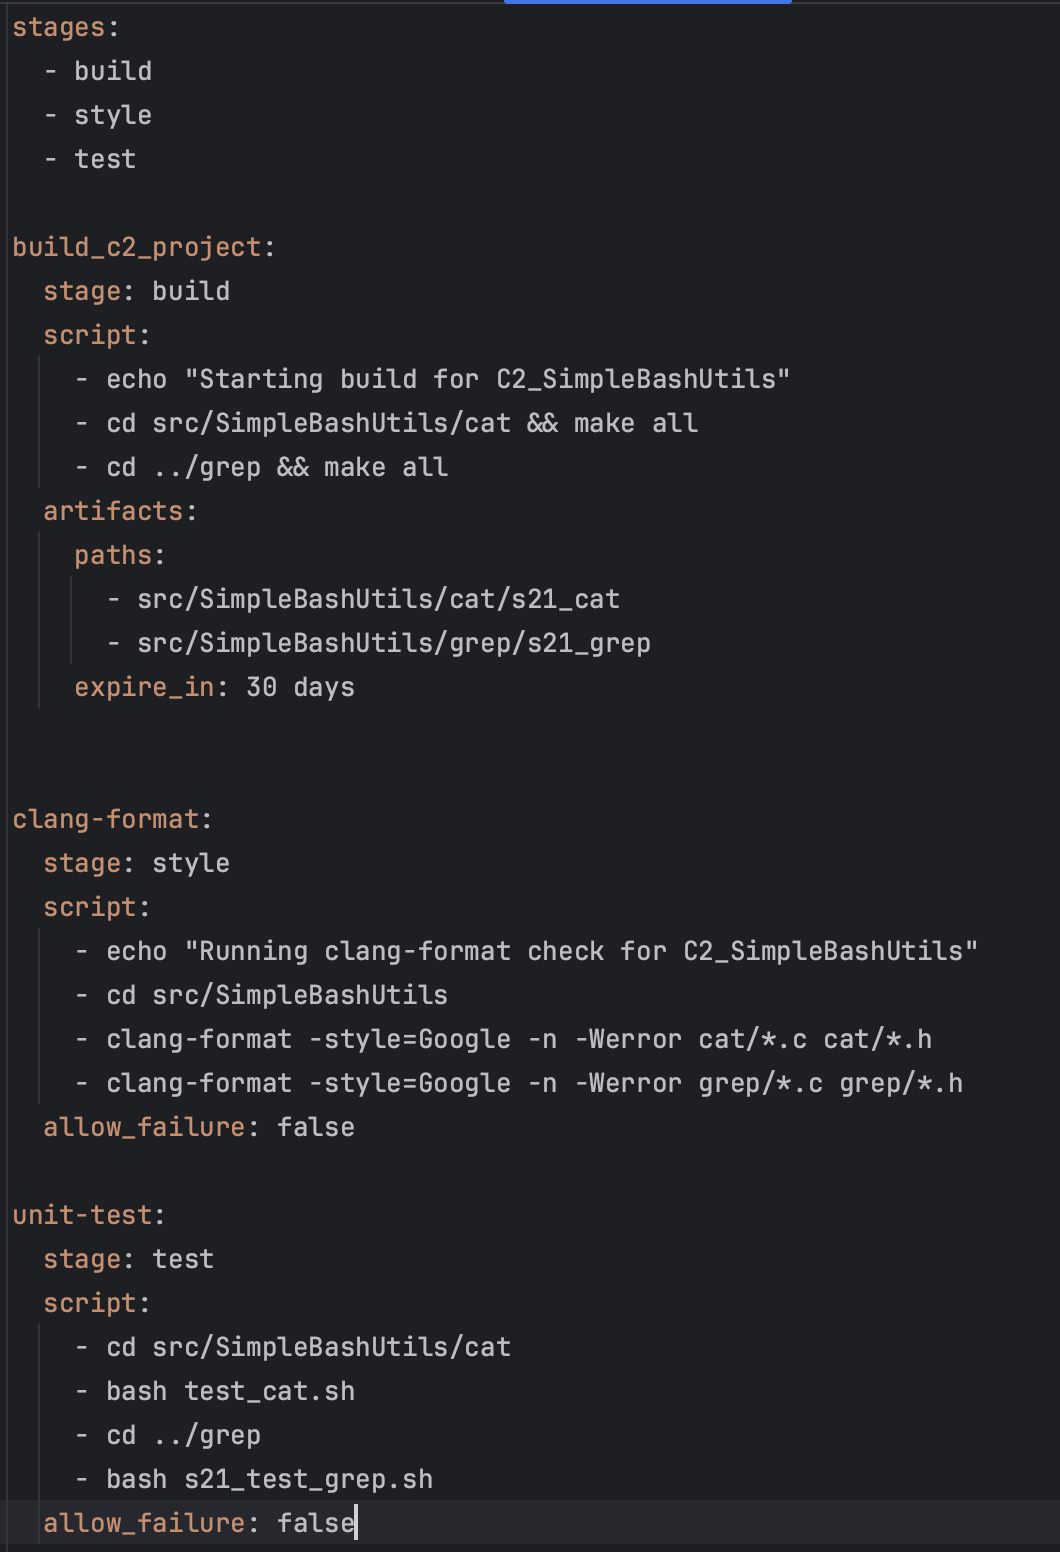 stages:
  - build
  - style
  - test

build_c2_project:
  stage: build
  script:
    - echo "Starting build for C2_SimpleBashUtils"
    - cd src/SimpleBashUtils/cat && make all
    - cd ../grep && make all
  artifacts:
    paths:
      - src/SimpleBashUtils/cat/s21_cat
      - src/SimpleBashUtils/grep/s21_grep
    expire_in: 30 days

clang-format:
  stage: style
  script:
    - echo "Running clang-format check for C2_SimpleBashUtils"
    - cd src/SimpleBashUtils
    - clang-format -style=Google -n -Werror cat/*.c cat/*.h
    - clang-format -style=Google -n -Werror grep/*.c grep/*.h
  allow_failure: false

unit-test:
  stage: test
  script:
    - cd src/SimpleBashUtils/cat
    - bash test_cat.sh
    - cd ../grep
    - bash s21_test_grep.sh
  allow_failure: false